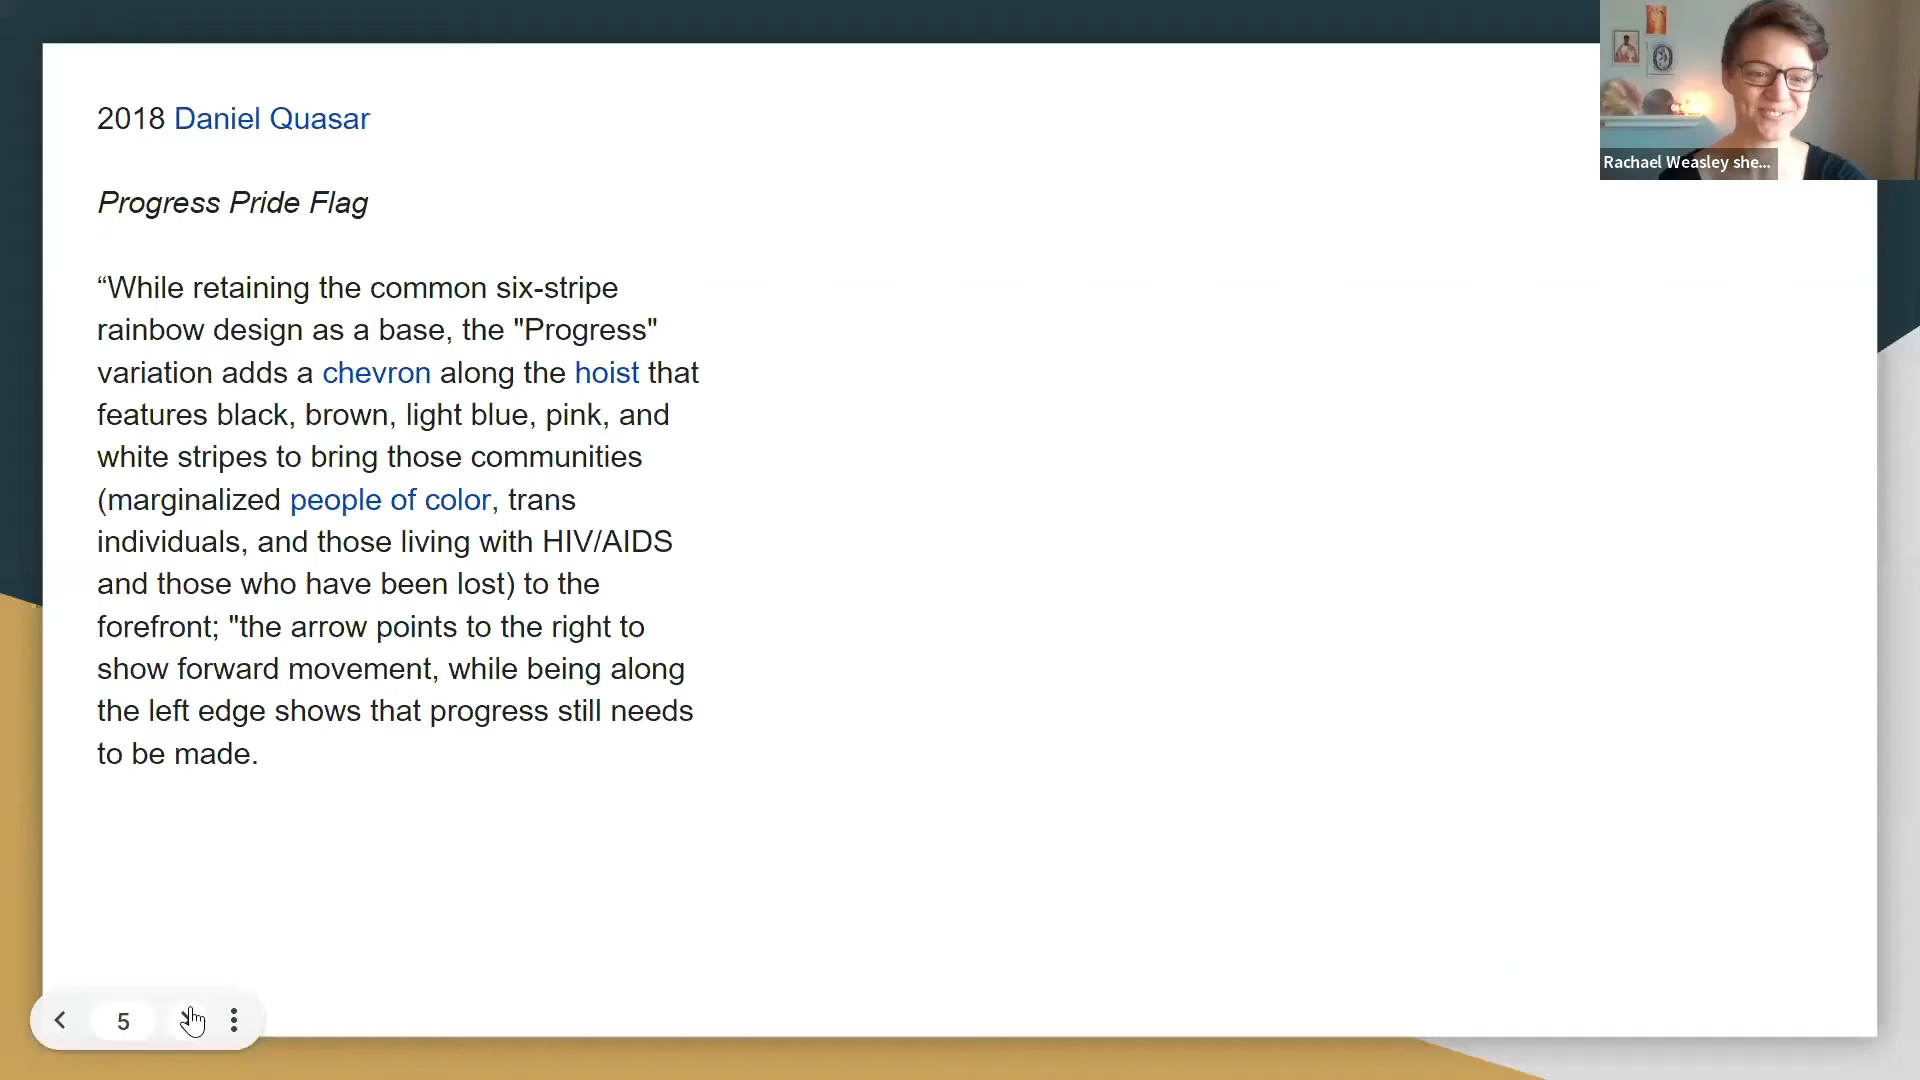 2018 Daniel Quasar
Progress Pride Flag
“While retaining the common six-stripe
rainbow design as a base, the "Progress"
variation adds a chevron along the hoist that
features black, brown, light blue, pink, and
white stripes to bring those communities
(marginalized people of color, trans
individuals, and those living with HIV/AIDS
and those who have been lost) to the
forefront; "the arrow points to the right to
show forward movement, while being along
the left edge shows that progress still needs
to be made.
Rachael Weasley she...
5